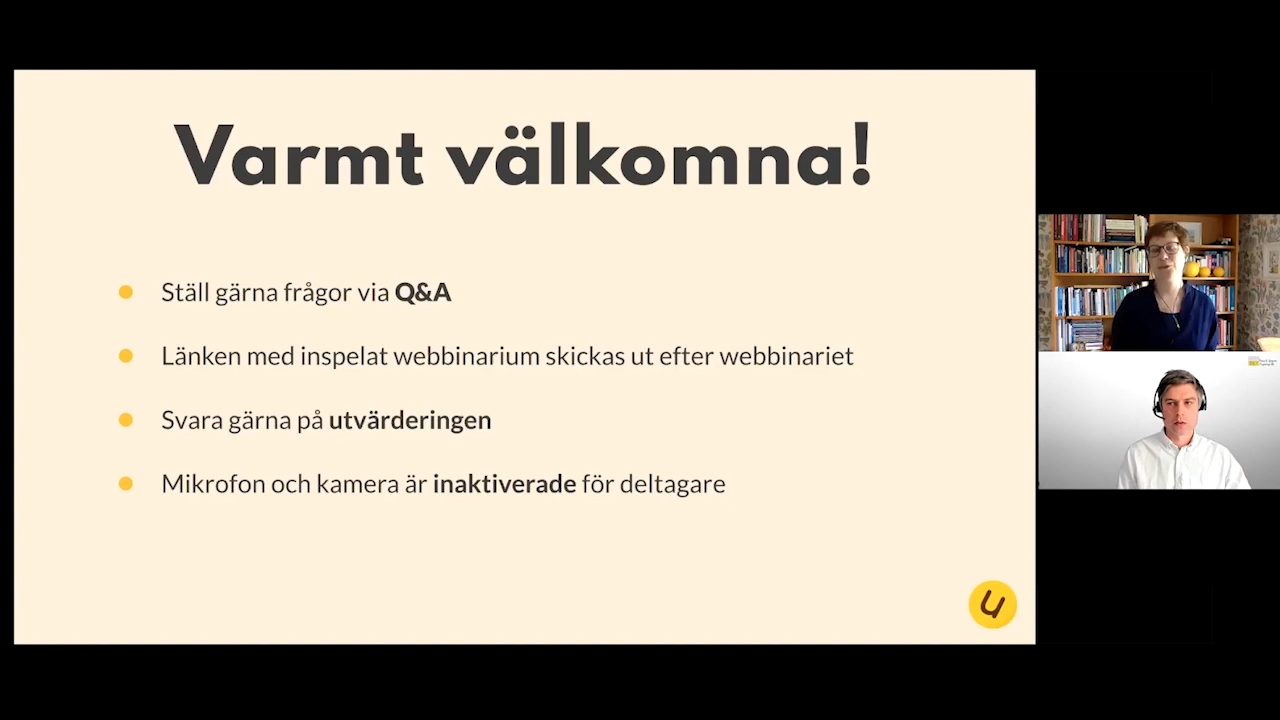 Varmt välkomna!
Ställ gärna frågor via Q&A
Länken med inspelat webbinarium skickas ut efter webbinariet
Svara gärna på utvärderingen
Mikrofon och kamera är inaktiverade för deltagare
u